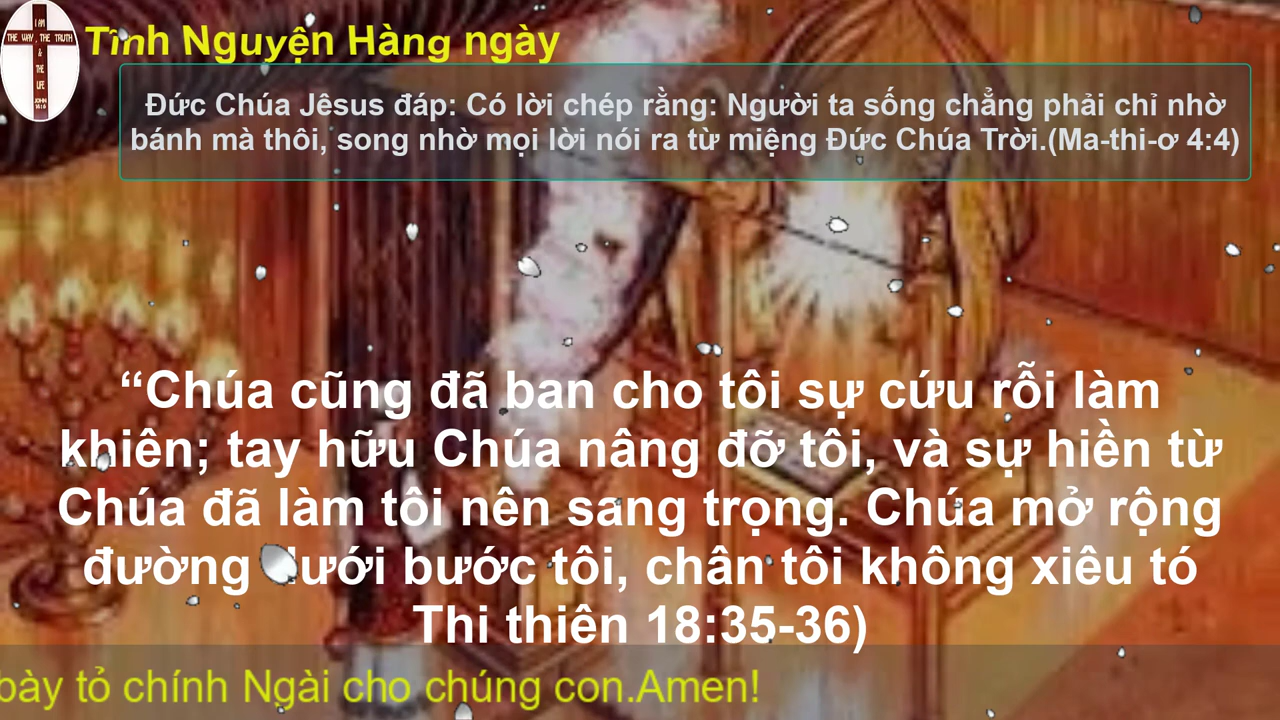 I AM
THE WAY, THE TRUTH
&
THE
LIFE
JOHN
14:6
Tĩnh Nguyện Hàng ngày
Đức Chúa Jêsus đáp: Có lời chép rằng: Người ta sống chẳng phải chỉ nhờ
bánh mà thôi, song nhờ mọi lời nói ra từ miệng Đức Chúa Trời.(Ma-thi-ơ 4:4)
“Chúa cũng đã ban cho tôi sự cứu rỗi làm
khiên; tay hữu Chúa nâng đỡ tôi, và sự hiền từ
Chúa đã làm tôi nên sang trọng. Chúa mở rộng
đường dưới bước tôi, chân tôi không xiêu tó
Thi thiên 18:35-36)
bày tỏ chính Ngài cho chúng con.Amen!